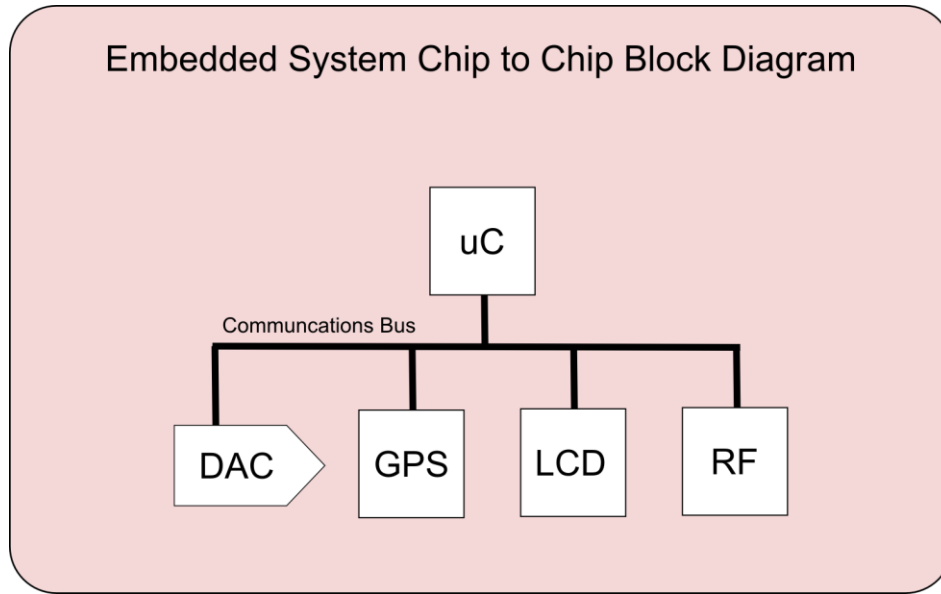 Embedded System Chip to Chip Block Diagram
uC
Communcations Bus
DAC
GPS
LCD
RF